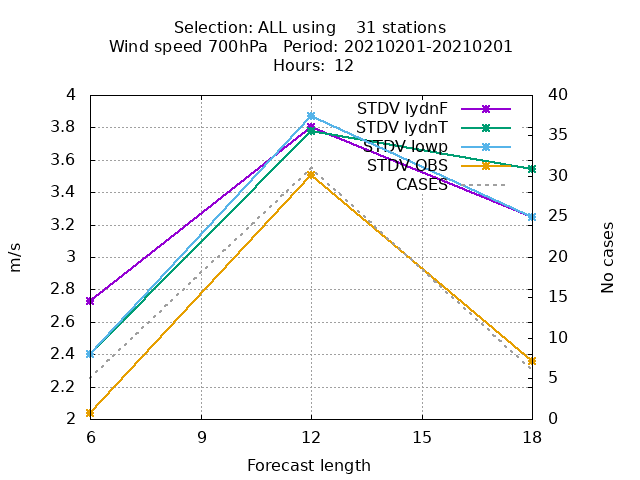 Selection: ALL using    31 stations
Wind speed 700hPa   Period: 20210201-20210201
Hours:  12
4
3.8
3.6
3.4
3.2
3
2.8
2.6
2.4
2.2
2
m/s
STDV lydnF
STDV lydnT
STDV lowp
STDV OBS
CASES
40
35
30
25
20
15
10
5
0
No cases
6
9
12
15
18
Forecast length